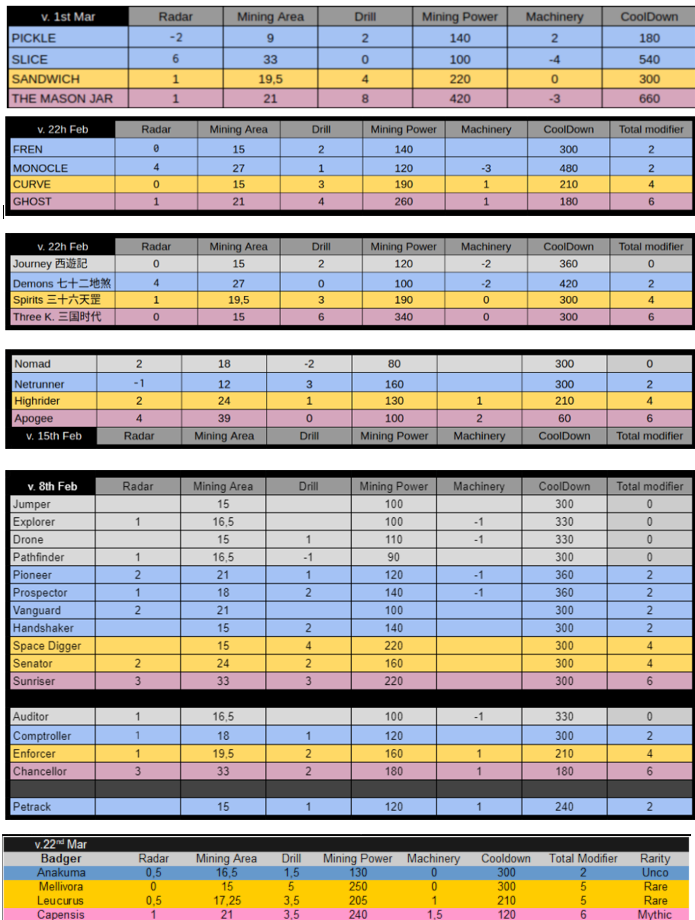 v. 1st Mar Radar Mining Area Drill Mining Power Machinery CoolDown
PICKLE -2 9 2 140 2 180
SLICE 6 33 0 100 -4 540
SANDWICH 1 19,5 4 220 0 300
THE MASON JAR 1 21 8 420 -3 660
v. 22h Feb Radar Mining Area Drill Mining Power Machinery CoolDown Total modifier
FREN 0 15 2 140 300 2
MONOCLE 4 27 1 120 -3 480 2
CURVE 0 15 3 190 1 210 4
GHOST 1 21 4 260 1 180 6
v. 22h Feb Radar Mining Area Drill Mining Power Machinery CoolDown Total modifier
Journey 西遊記 0 15 2 120 -2 360 0
Demons 七十二地煞 4 27 0 100 -2 420 2
Spirits 三十六天罡 1 19,5 3 190 0 300 4
Three K. 三国时代 0 15 6 340 0 300 6
Nomad 2 18 -2 80 300 0
Netrunner -1 12 3 160 300 2
Highrider 2 24 1 130 1 210 4
Apogee 4 39 0 100 2 60 6
v. 15th Feb Radar Mining Area Drill Mining Power Machinery CoolDown Total modifier
v. 8th Feb Radar Mining Area Drill Mining Power Machinery CoolDown Total modifier
Jumper 15 100 300 0
Explorer 1 16,5 100 -1 330 0
Drone 15 1 110 -1 330 0
Pathfinder 1 16,5 -1 90 300 0
Pioneer 2 21 1 120 -1 360 2
Prospector 1 18 2 140 -1 360 2
Vanguard 2 21 100 300 2
Handshaker 15 2 140 300 2
Space Digger 15 4 220 300 4
Senator 2 24 2 160 300 4
Sunriser 3 33 3 220 300 6
Auditor 1 16,5 100 -1 330 0
Comptroller 1 18 1 120 300 2
Enforcer 1 19,5 2 160 1 210 4
Chancellor 3 33 2 180 1 180 6
Petrack 15 1 120 1 240 2
v.22nd Mar
Badger Radar Mining Area Drill Mining Power Machinery Cooldown Total Modifier Rarity
Anakuma 0,5 16,5 1,5 130 0 300 2 Unco
Mellivora 0 15 5 250 0 300 5 Rare
Leucurus 0,5 17,25 3,5 205 1 210 5 Rare
Capensis 1 21 3,5 240 1,5 120 6 Mythic